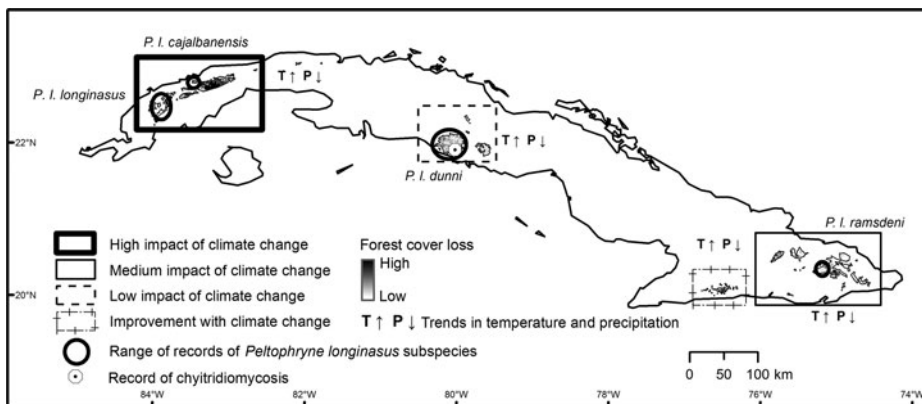 P. l. cajalbanensis
T↑ P↓
P. l. longinasus
22°N
T↑ P↓
P. l. dunni
P. l. ramsdeni
High impact of climate change
Forest cover loss
T↑ P↓
Medium impact of climate change
High
Low impact of climate change
Low
20°N
Improvement with climate change
T↑ P↓ Trends in temperature and precipitation
T↑ P↓
Range of records of Peltophryne longinasus subspecies
Record of chyitridiomycosis
0 50 100 km
84°W 82°W 80°W 78°W 76°W 74°W